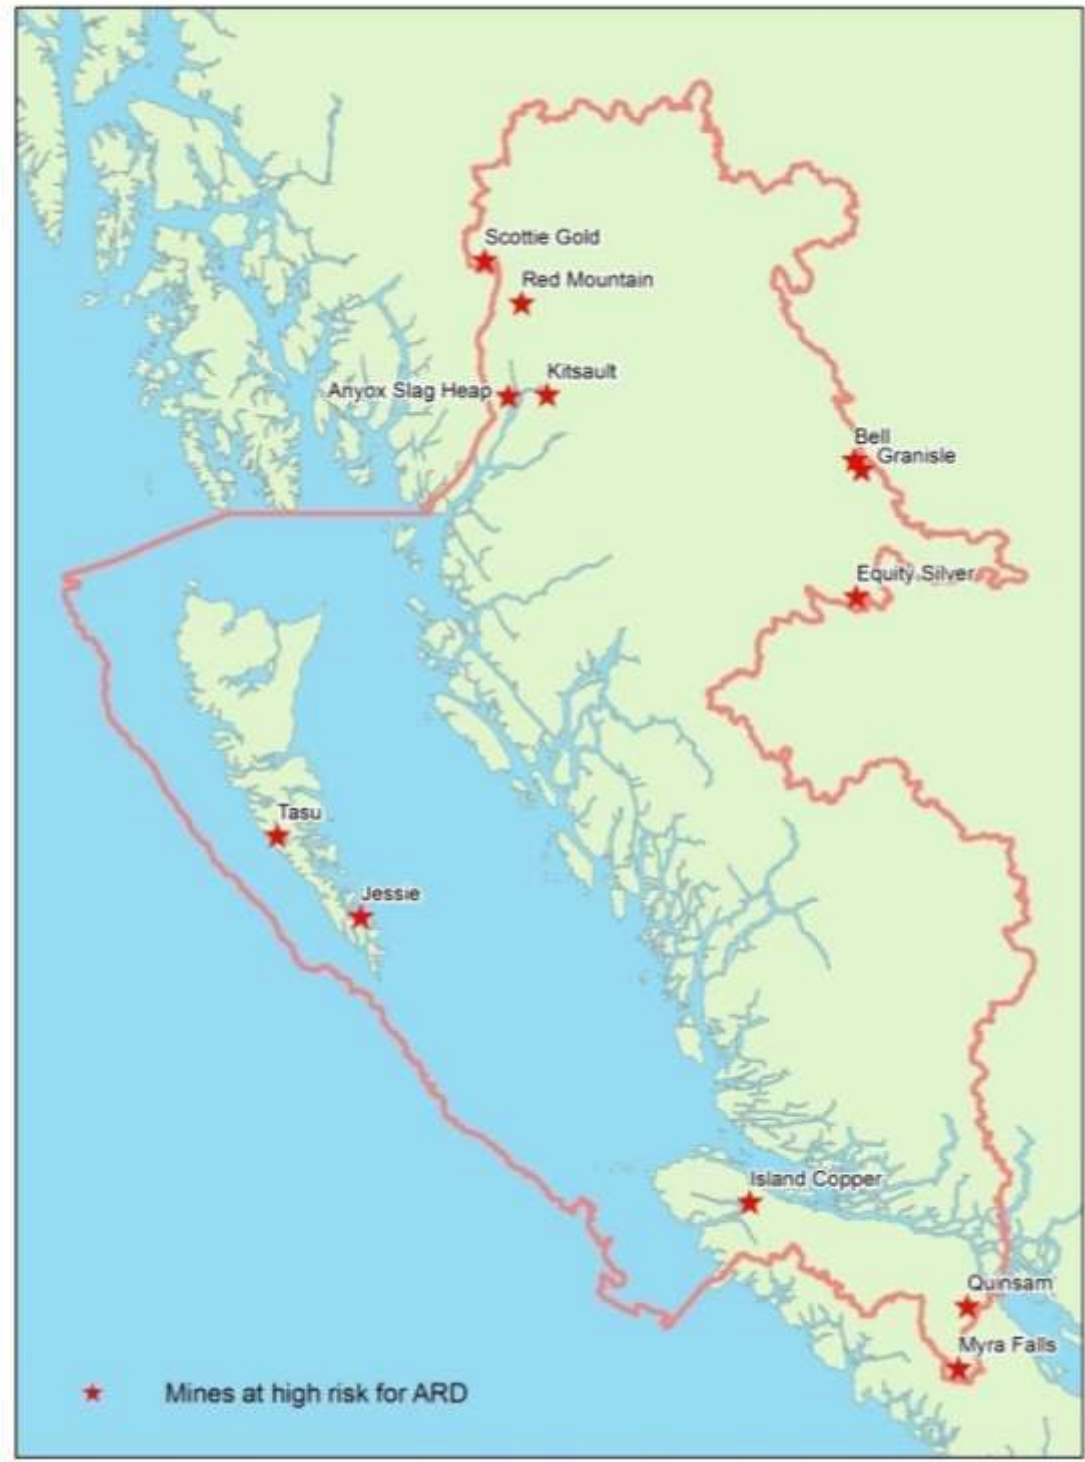 Scottie Gold
Red Mountain
Kitsault
Anyox Slag Heap
Bell
Granisle
Equity Silver
Tasu
Jessie
Island Copper
Quinsam
Myra Falls
Mines at high risk for ARD